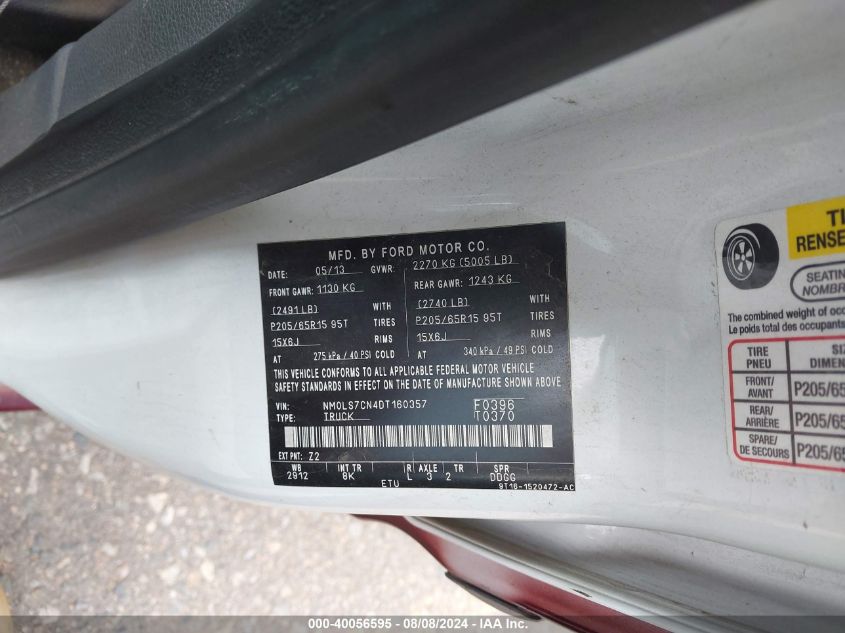 MFD. BY FORD MOTOR CO.
DATE: 05/13 GVWR: 2270 KG (5005 LB)
FRONT GAWR: 1130 KG REAR GAWR: 1243 KG
(2491 LB) WITH (2740 LB) WITH
P205/65R15 95T TIRES P205/65R15 95T TIRES
15X6J RIMS 15X6J RIMS
AT 275 kPa / 40 PSI COLD AT 340 kPa / 49 PSI COLD
THIS VEHICLE CONFORMS TO ALL APPLICABLE FEDERAL MOTOR VEHICLE
SAFETY STANDARDS IN EFFECT ON THE DATE OF MANUFACTURE SHOWN ABOVE.
VIN: NM0LS7CN4DT160357 F0396
TYPE: TRUCK T0370
EXT PNT: Z2
WB INT TR R AXLE TR SPR
2912 8K L 3 2 DDGG
ETU 9T16-1520472-AC
TI
RENSE
SEATIN
NOMBR
The combined weight of occ
Le poids total des occupants
TIRE SIZ
PNEU DIMEN
FRONT/ P205/65
AVANT
REAR/ P205/65
ARRIÈRE
SPARE/ P205/65
DE SECOURS
000-40056595 - 08/08/2024 - IAA Inc.